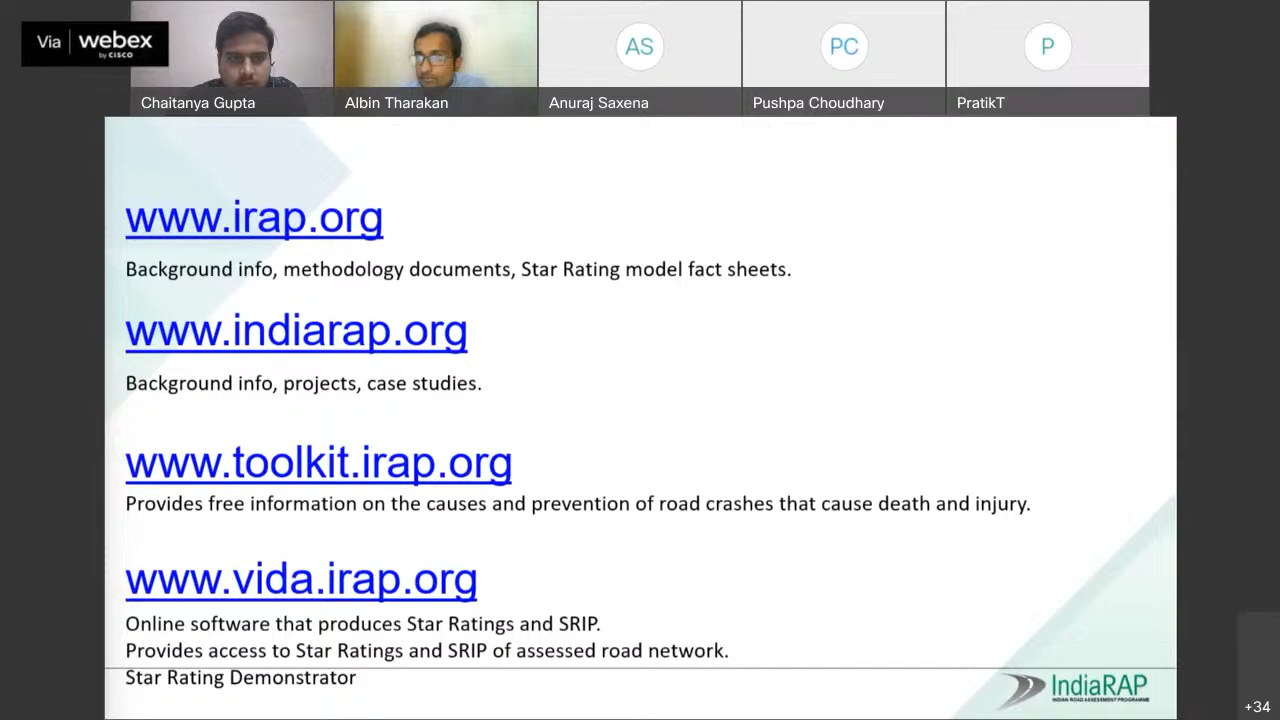 Via webex
by CISCO
AS
PC
P
Chaitanya Gupta
Albin Tharakan
Anuraj Saxena
Pushpa Choudhary
PratikT
www.irap.org
Background info, methodology documents, Star Rating model fact sheets.
www.indiarap.org
Background info, projects, case studies.
www.toolkit.irap.org
Provides free information on the causes and prevention of road crashes that cause death and injury.
www.vida.irap.org
Online software that produces Star Ratings and SRIP.
Provides access to Star Ratings and SRIP of assessed road network.
Star Rating Demonstrator
IndiaRAP
INDIAN ROAD ASSESSMENT PROGRAMME
+34